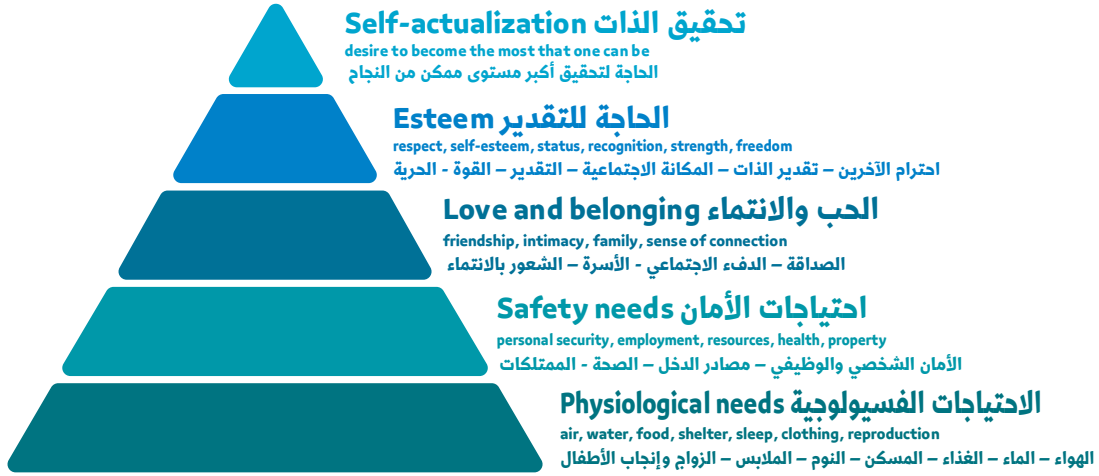 Self-actualization تحقيق الذات
desire to become the most that one can be
الحاجة لتحقيق أكبر مستوى ممكن من النجاح
Esteem الحاجة للتقدير
respect, self-esteem, status, recognition, strength, freedom
احترام الآخرين – تقدير الذات – المكانة الاجتماعية – التقدير – القوة - الحرية
Love and belonging الحب والانتماء
friendship, intimacy, family, sense of connection
الصداقة – الدفء الاجتماعي - الأسرة – الشعور بالانتماء
Safety needs احتياجات الأمان
personal security, employment, resources, health, property
الأمان الشخصي والوظيفي – مصادر الدخل – الصحة - الممتلكات
Physiological needs الاحتياجات الفسيولوجية
air, water, food, shelter, sleep, clothing, reproduction
الهواء – الماء – الغذاء – المسكن – النوم – الملابس – الزواج وإنجاب الأطفال